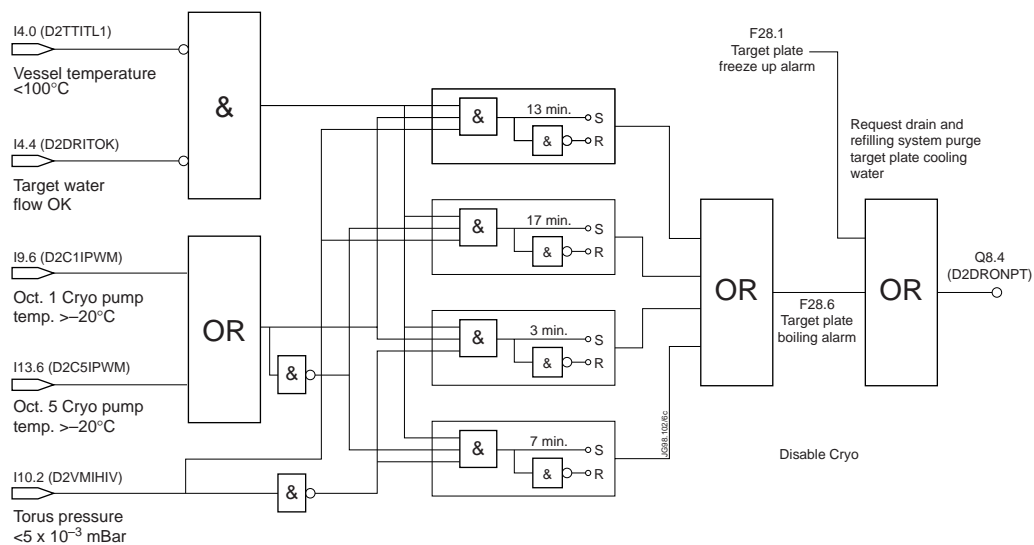 I4.0 (D2TTITL1)
Vessel temperature
<100°C
&
I4.4 (D2DRITOK)
Target water
flow OK
I9.6 (D2C1IPWM)
Oct. 1 Cryo pump
temp. >–20°C
OR
I13.6 (D2C5IPWM)
Oct. 5 Cryo pump
temp. >–20°C
&
I10.2 (D2VMIHIV)
Torus pressure
<5 x 10⁻³ mBar
&
& 13 min. S
& R
& 17 min. S
& R
& 3 min. S
& R
& 7 min. S
& R
OR
JG98.102/6c
F28.1
Target plate
freeze up alarm
Request drain and
refilling system purge
target plate cooling
water
F28.6
Target plate
boiling alarm
OR
Q8.4
(D2DRONPT)
Disable Cryo